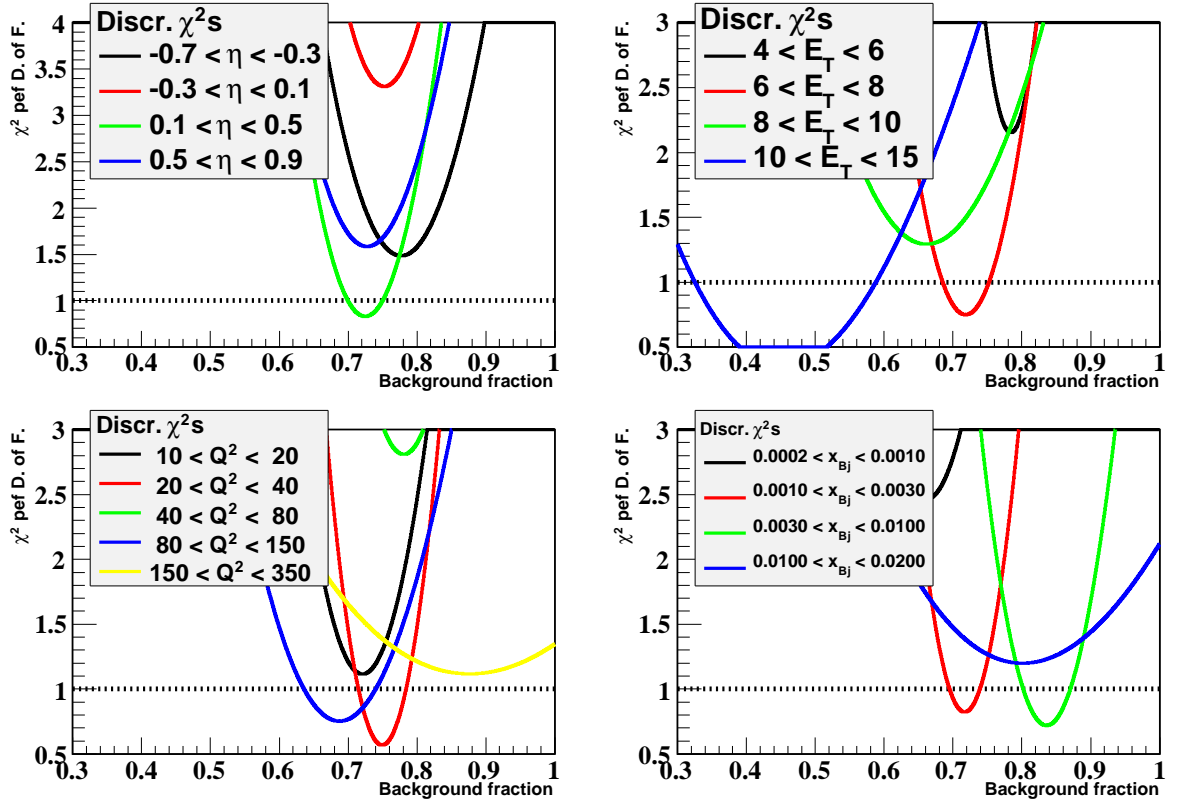 Discr. χ²s
-0.7 < η < -0.3
-0.3 < η < 0.1
0.1 < η < 0.5
0.5 < η < 0.9
χ² pef D. of F.
4
3.5
3
2.5
2
1.5
1
0.5
0.3 0.4 0.5 0.6 0.7 0.8 0.9 1
Background fraction
Discr. χ²s
4 < E_T < 6
6 < E_T < 8
8 < E_T < 10
10 < E_T < 15
χ² pef D. of F.
3
2.5
2
1.5
1
0.5
0.3 0.4 0.5 0.6 0.7 0.8 0.9 1
Background fraction
Discr. χ²s
10 < Q² < 20
20 < Q² < 40
40 < Q² < 80
80 < Q² < 150
150 < Q² < 350
χ² pef D. of F.
3
2.5
2
1.5
1
0.5
0.3 0.4 0.5 0.6 0.7 0.8 0.9 1
Background fraction
Discr. χ²s
0.0002 < x_Bj < 0.0010
0.0010 < x_Bj < 0.0030
0.0030 < x_Bj < 0.0100
0.0100 < x_Bj < 0.0200
χ² pef D. of F.
3
2.5
2
1.5
1
0.5
0.3 0.4 0.5 0.6 0.7 0.8 0.9 1
Background fraction